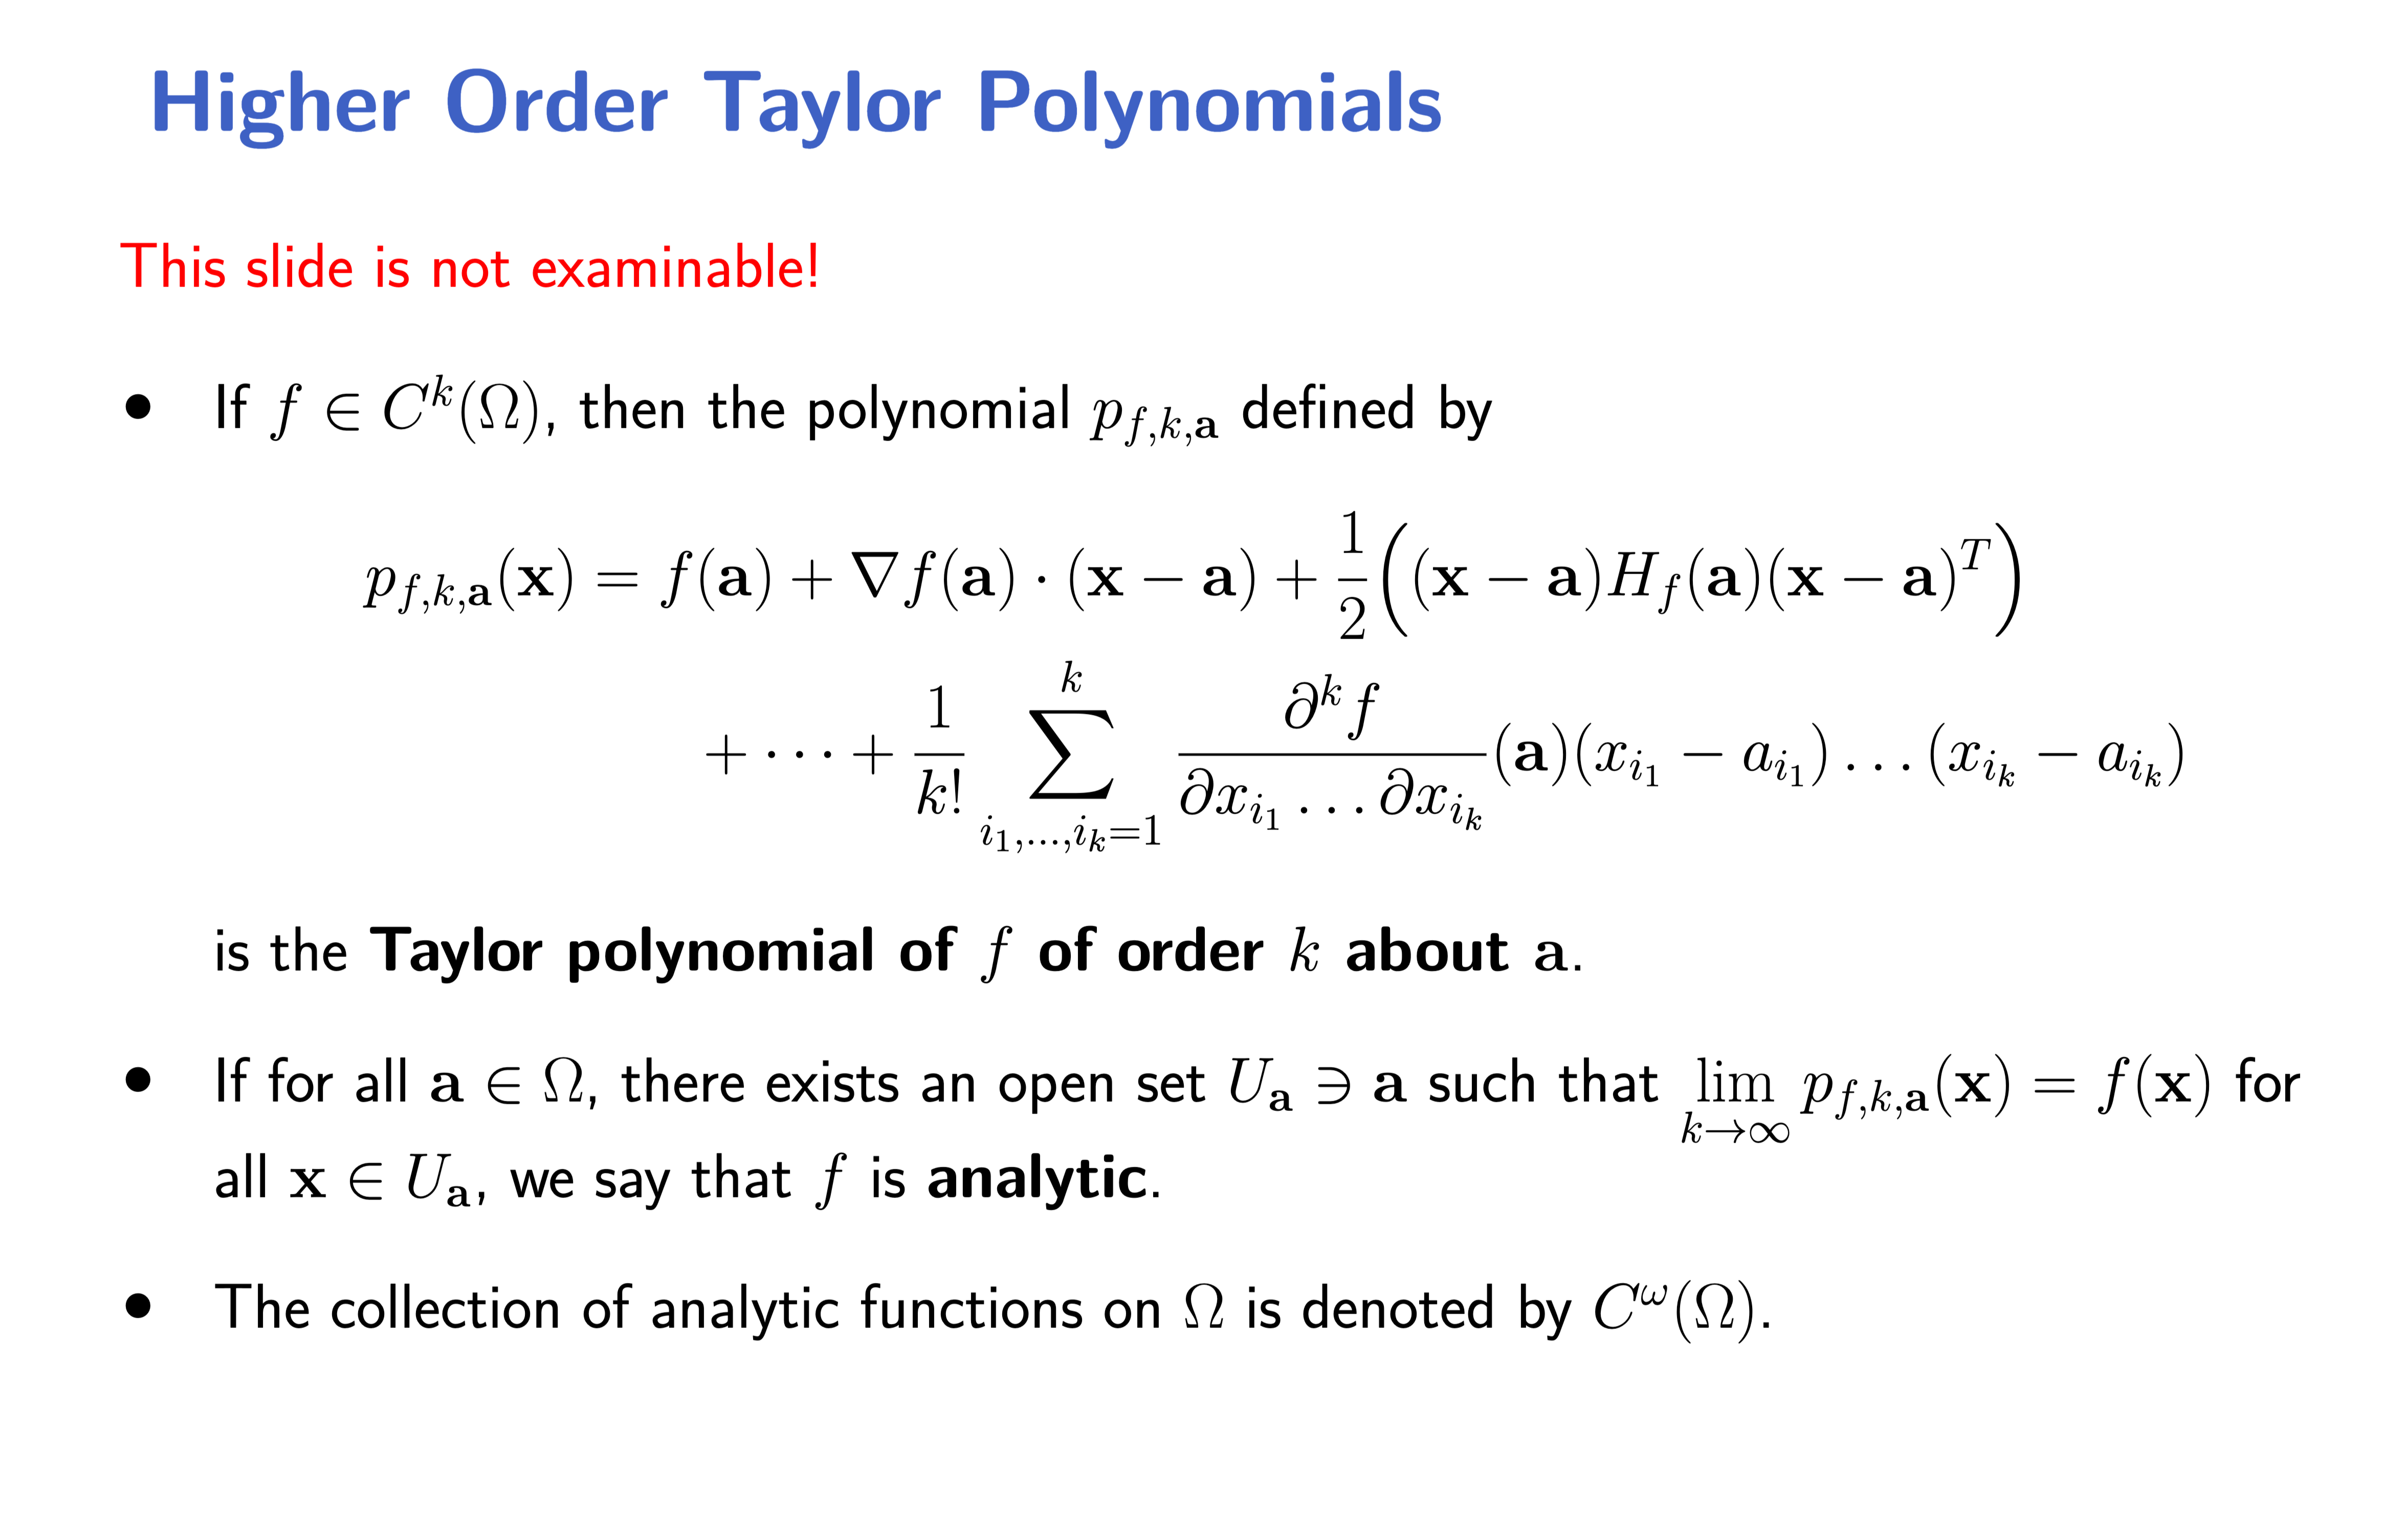 Higher Order Taylor Polynomials
This slide is not examinable!
• If $f \in C^k(\Omega)$, then the polynomial $p_{f,k,\mathbf{a}}$ defined by
$p_{f,k,\mathbf{a}}(\mathbf{x}) = f(\mathbf{a}) + \nabla f(\mathbf{a}) \cdot (\mathbf{x} - \mathbf{a}) + \frac{1}{2}\left((\mathbf{x} - \mathbf{a})H_f(\mathbf{a})(\mathbf{x} - \mathbf{a})^T\right)$
$+ \cdots + \frac{1}{k!} \sum_{i_1,\ldots,i_k=1}^{k} \frac{\partial^k f}{\partial x_{i_1} \ldots \partial x_{i_k}}(\mathbf{a})(x_{i_1} - a_{i_1}) \ldots (x_{i_k} - a_{i_k})$
is the Taylor polynomial of $f$ of order $k$ about $\mathbf{a}$.
• If for all $\mathbf{a} \in \Omega$, there exists an open set $U_{\mathbf{a}} \ni \mathbf{a}$ such that $\lim_{k \to \infty} p_{f,k,\mathbf{a}}(\mathbf{x}) = f(\mathbf{x})$ for
all $\mathbf{x} \in U_{\mathbf{a}}$, we say that $f$ is analytic.
• The collection of analytic functions on $\Omega$ is denoted by $C^\omega(\Omega)$.